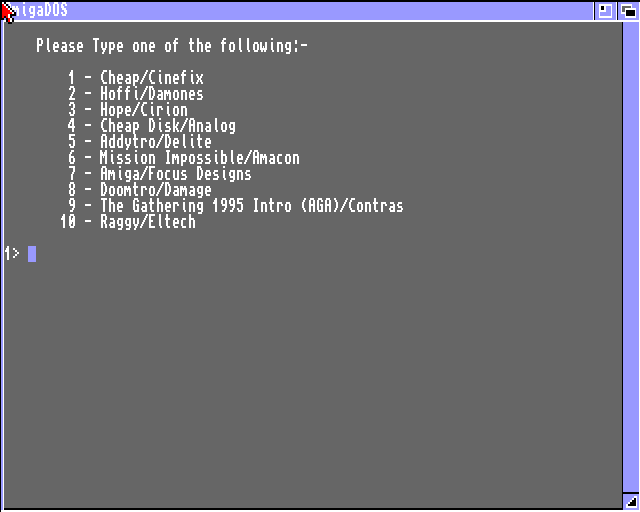 AmigaDOS
Please Type one of the following:-
1 - Cheap/Cinefix
2 - Hoffi/Damones
3 - Hope/Cirion
4 - Cheap Disk/Analog
5 - Addytro/Delite
6 - Mission Impossible/Amacon
7 - Amiga/Focus Designs
8 - Doomtro/Damage
9 - The Gathering 1995 Intro (AGA)/Contras
10 - Raggy/Eltech
1>